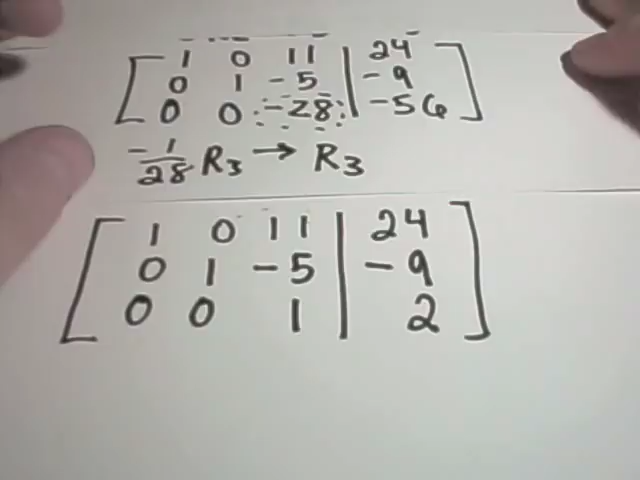 1 0 11 | 24
0 1 -5 | -9
0 0 -28 | -56
-1/28 R3 → R3
1 0 11 | 24
0 1 -5 | -9
0 0 1 | 2